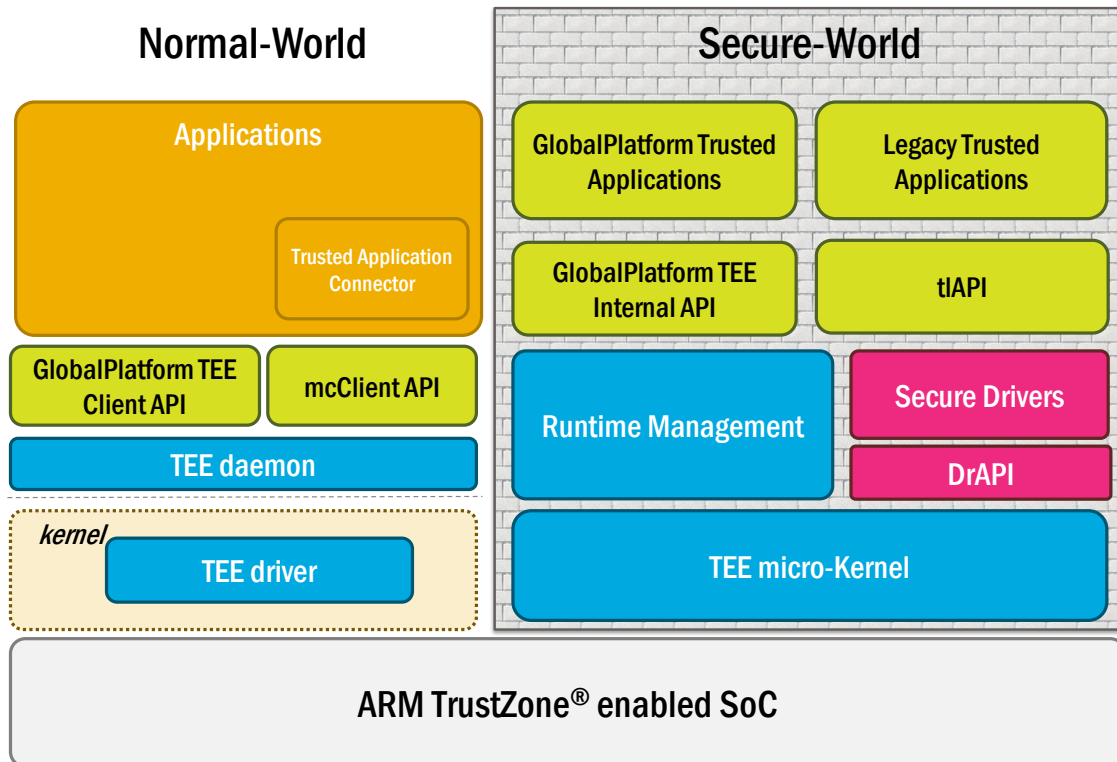 Normal-World
Applications
Trusted Application
Connector
GlobalPlatform TEE
Client API
mcClient API
TEE daemon
kernel
TEE driver
Secure-World
GlobalPlatform Trusted
Applications
Legacy Trusted
Applications
GlobalPlatform TEE
Internal API
tlAPI
Runtime Management
Secure Drivers
DrAPI
TEE micro-Kernel
ARM TrustZone® enabled SoC